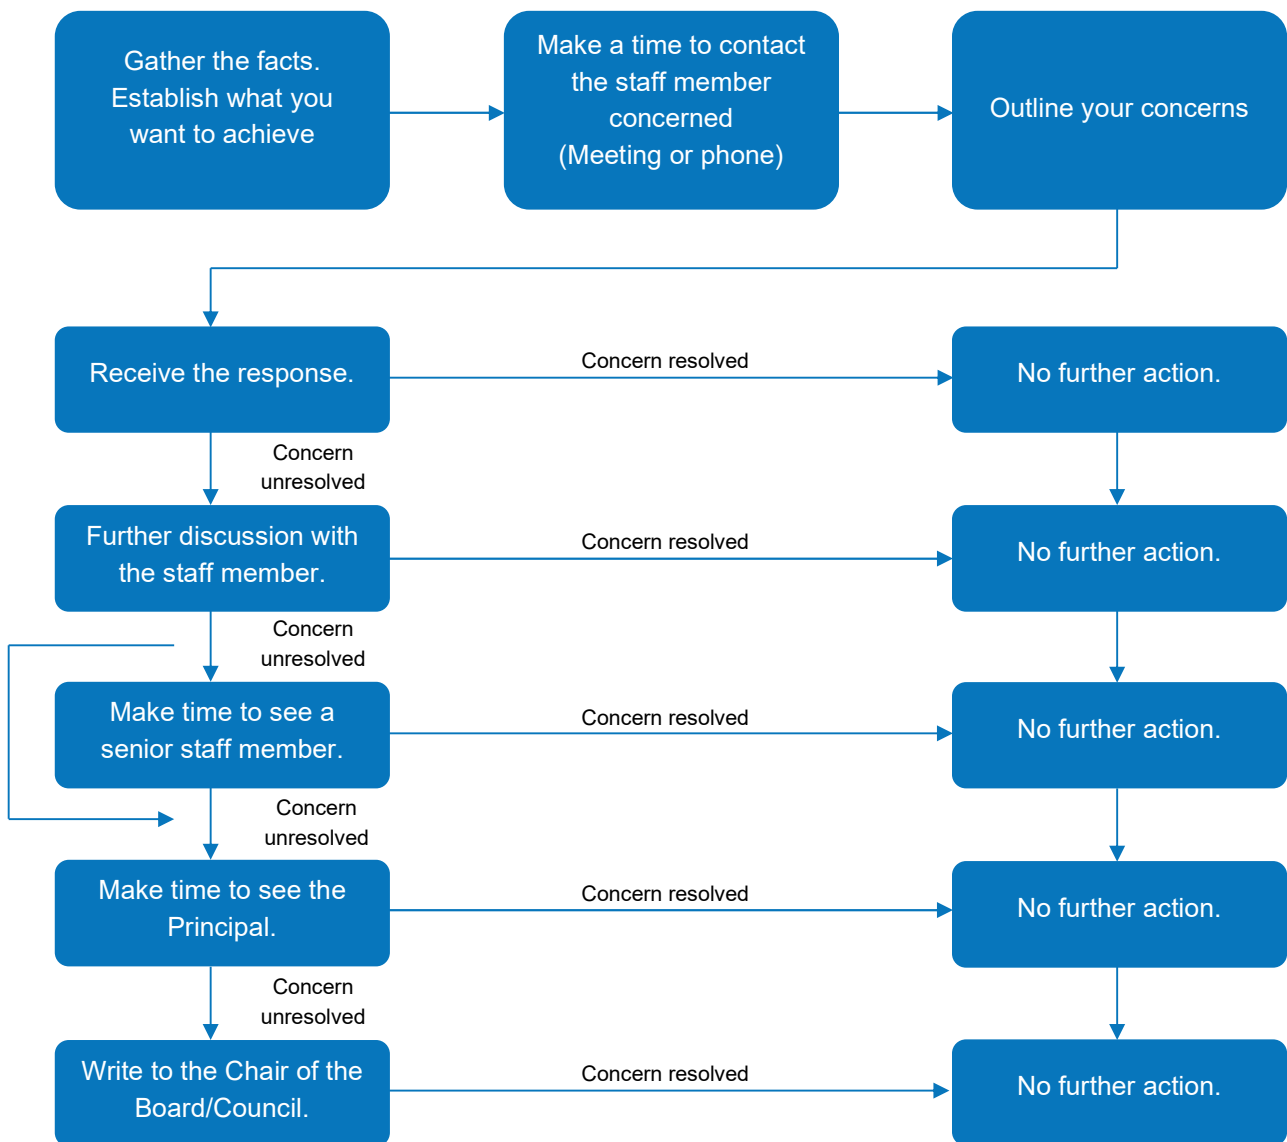 Gather the facts.
Establish what you
want to achieve
Make a time to contact
the staff member
concerned
(Meeting or phone)
Outline your concerns
Receive the response.
Concern resolved
No further action.
Concern
unresolved
Further discussion with
the staff member.
Concern resolved
No further action.
Concern
unresolved
Make time to see a
senior staff member.
Concern resolved
No further action.
Concern
unresolved
Make time to see the
Principal.
Concern resolved
No further action.
Concern
unresolved
Write to the Chair of the
Board/Council.
Concern resolved
No further action.